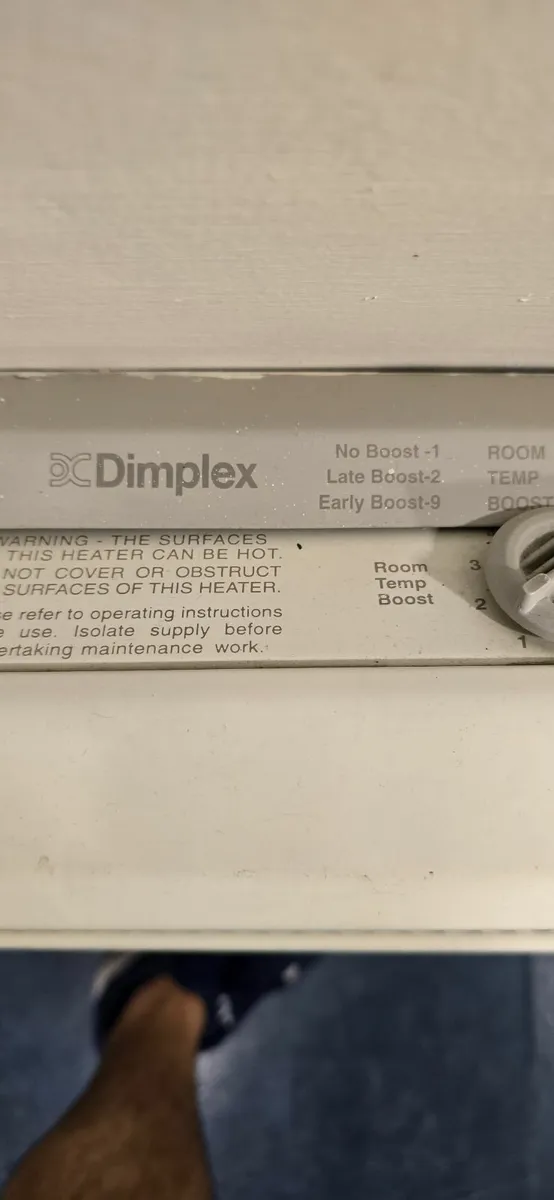 Dimplex
No Boost -1
Late Boost-2
Early Boost-9
ROOM
TEMP
BOOST
WARNING - THE SURFACES
THIS HEATER CAN BE HOT.
NOT COVER OR OBSTRUCT
SURFACES OF THIS HEATER.
refer to operating instructions
use. Isolate supply before
maintenance work.
Room
Temp
Boost
3
2
1